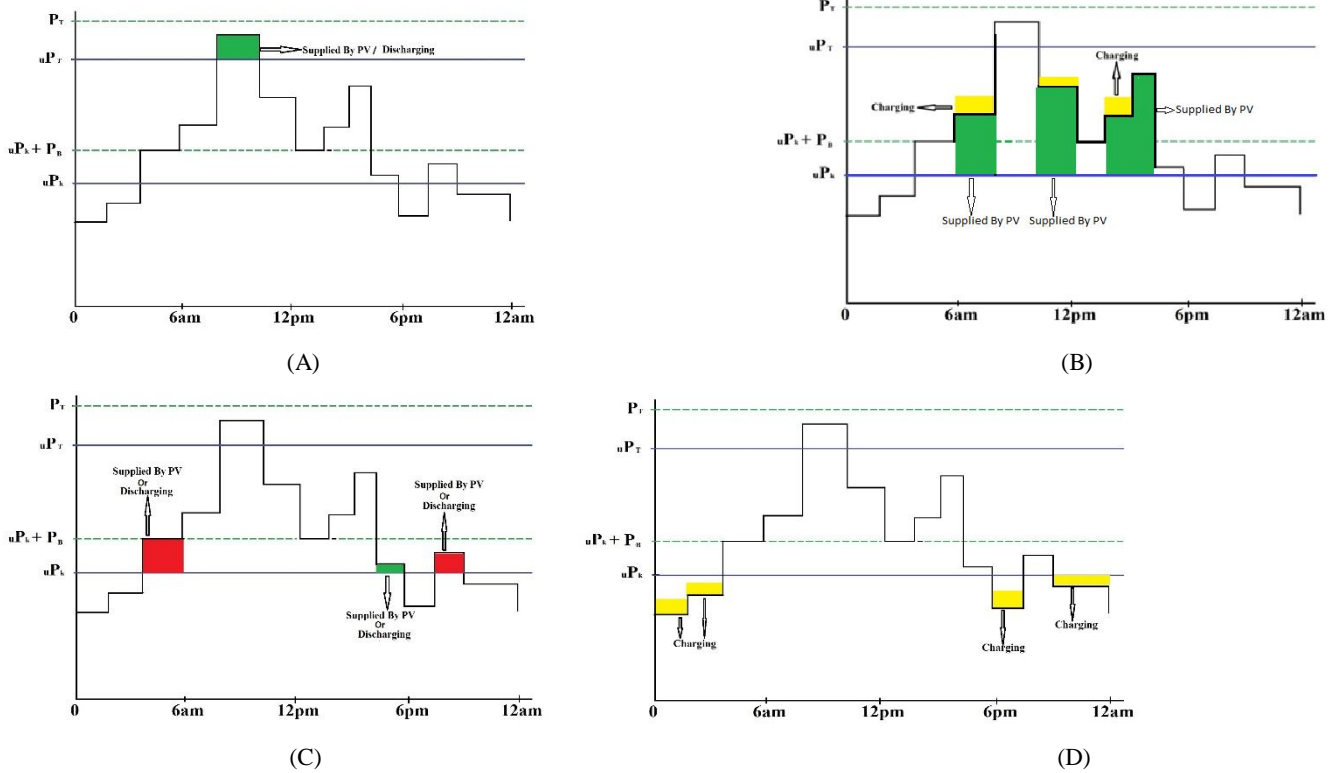 P_T
uP_T
Supplied By PV / Discharging
uP_k + P_B
uP_k
0 6am 12pm 6pm 12am
(A)
P_T
uP_T
Charging
Charging
Supplied By PV
uP_k + P_B
uP_k
Supplied By PV Supplied By PV
0 6am 12pm 6pm 12am
(B)
P_T
uP_T
Supplied By PV
Or
Discharging
Supplied By PV
Or
Discharging
uP_k + P_B
uP_k
Supplied By PV
Or
Discharging
0 6am 12pm 6pm 12am
(C)
P_T
uP_T
uP_k + P_B
uP_k
Charging
Charging
Charging
0 6am 12pm 6pm 12am
(D)